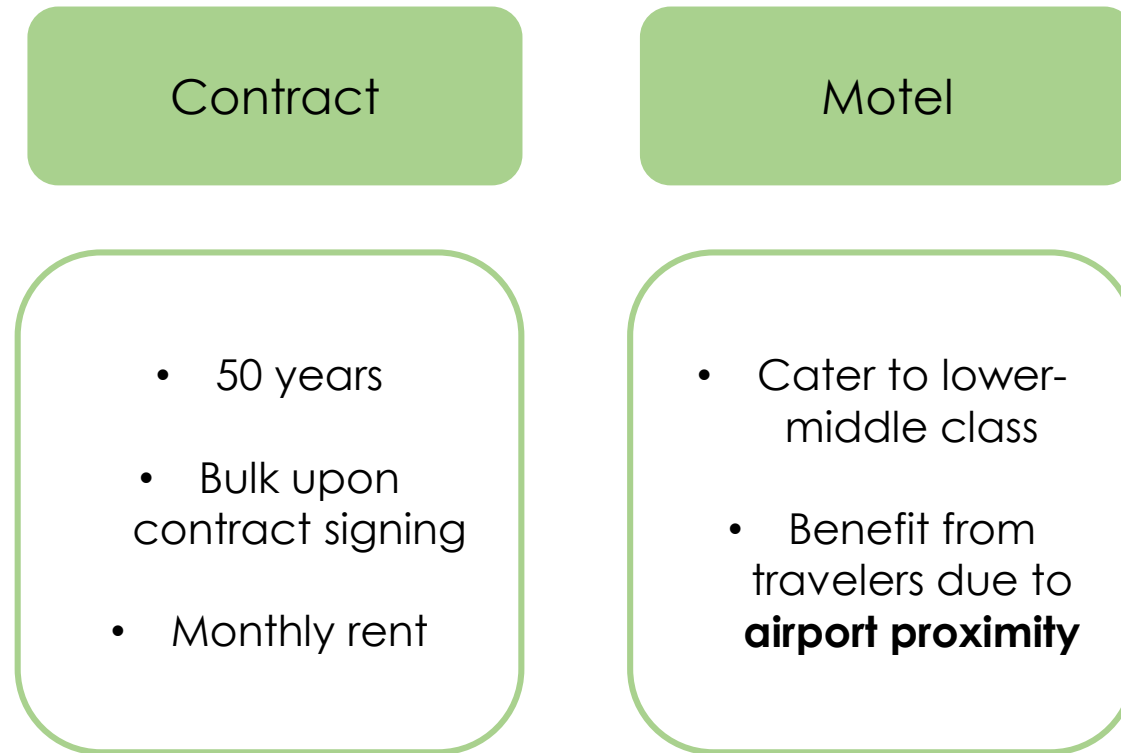 Contract
• 50 years
• Bulk upon
contract signing
• Monthly rent
Motel
• Cater to lower-
middle class
• Benefit from
travelers due to
airport proximity